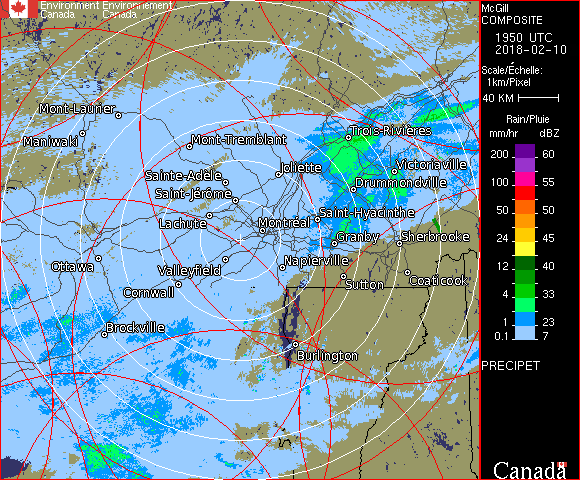 Environment Environnement
Canada Canada
McGill
COMPOSITE
1950 UTC
2018-02-10
Scale/Échelle:
1km/Pixel
40 KM
Rain/Pluie
mm/hr dBZ
200 60
100 55
50 50
45
24 45
12 40
4 33
1 23
0.1 7
PRECIPET
Canada
Mont-Laurier
Maniwaki
Mont-Tremblant
Trois-Rivières
Joliette
Victoriaville
Sainte-Adèle
Drummondville
Saint-Jérôme
Saint-Hyacinthe
Lachute
Montréal
Granby
Sherbrooke
Ottawa
Valleyfield
Napierville
Cornwall
Sutton
Coaticook
Brockville
Burlington